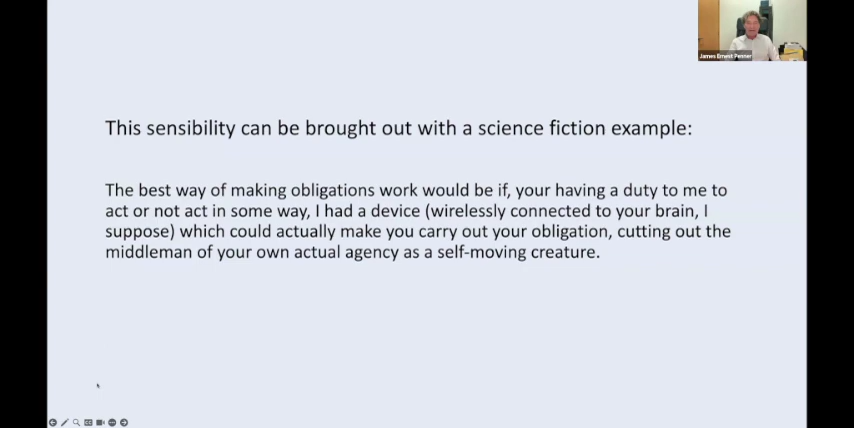 James Ernest Penner
This sensibility can be brought out with a science fiction example:
The best way of making obligations work would be if, your having a duty to me to
act or not act in some way, I had a device (wirelessly connected to your brain, I
suppose) which could actually make you carry out your obligation, cutting out the
middleman of your own actual agency as a self-moving creature.